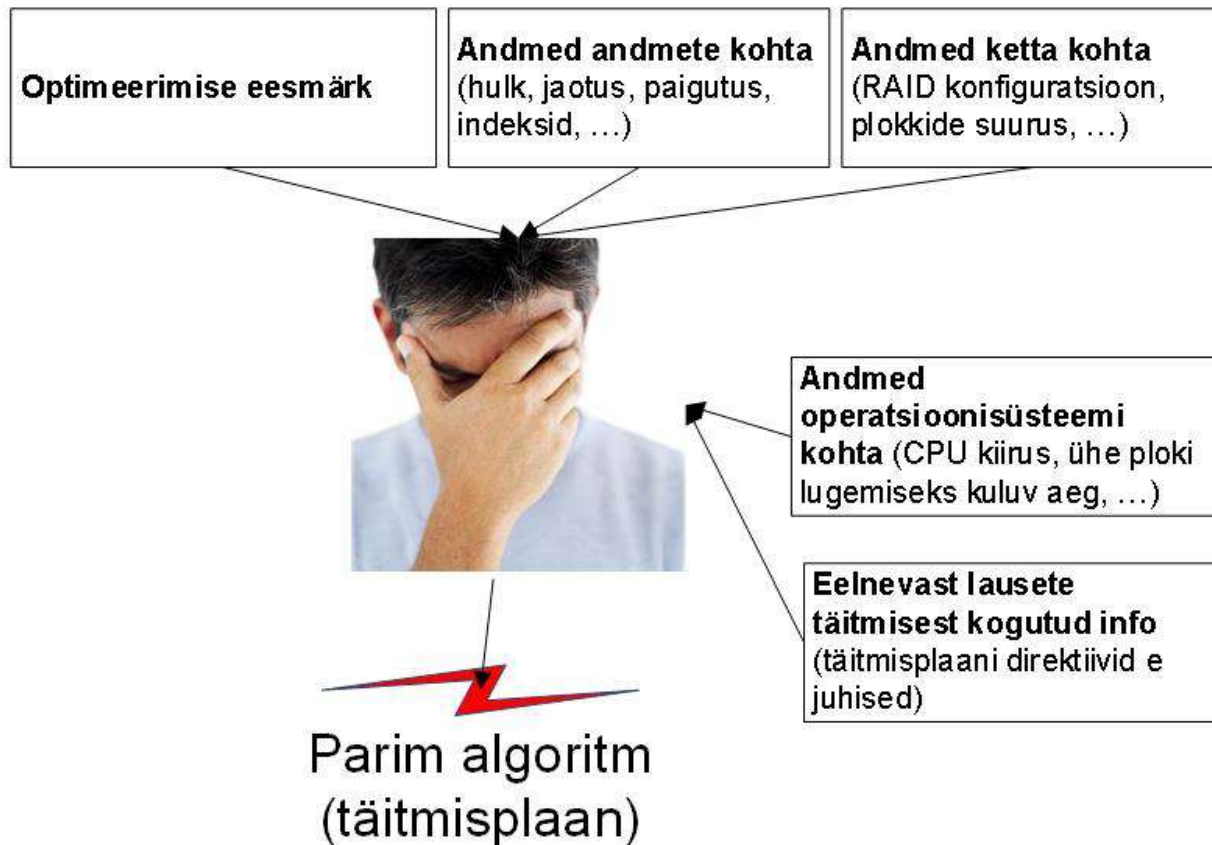 Optimeerimise eesmärk
Andmed andmete kohta
(hulk, jaotus, paigutus,
indeksid, …)
Andmed ketta kohta
(RAID konfiguratsioon,
plokkide suurus, …)
Andmed
operatsioonisüsteemi
kohta (CPU kiirus, ühe ploki
lugemiseks kuluv aeg, …)
Eelnevast lausete
täitmisest kogutud info
(täitmisplaani direktiivid e
juhised)
Parim algoritm
(täitmisplaan)